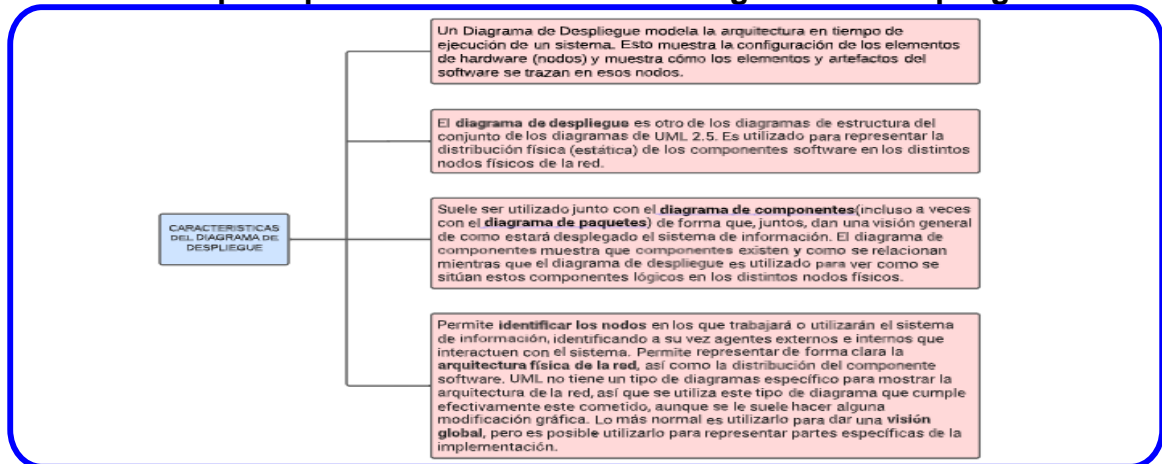 CARACTERISTICAS
DEL DIAGRAMA DE
DESPLIEGUE
Un Diagrama de Despliegue modela la arquitectura en tiempo de
ejecución de un sistema. Esto muestra la configuración de los elementos
de hardware (nodos) y muestra cómo los elementos y artefactos del
software se trazan en esos nodos.
El diagrama de despliegue es otro de los diagramas de estructura del
conjunto de los diagramas de UML 2.5. Es utilizado para representar la
distribución física (estática) de los componentes software en los distintos
nodos físicos de la red.
Suele ser utilizado junto con el diagrama de componentes(incluso a veces
con el diagrama de paquetes) de forma que, juntos, dan una visión general
de como estará desplegado el sistema de información. El diagrama de
componentes muestra que componentes existen y como se relacionan
mientras que el diagrama de despliegue es utilizado para ver como se
sitúan estos componentes lógicos en los distintos nodos físicos.
Permite identificar los nodos en los que trabajará o utilizarán el sistema
de información, identificando a su vez agentes externos e internos que
interactuen con el sistema. Permite representar de forma clara la
arquitectura física de la red, así como la distribución del componente
software. UML no tiene un tipo de diagramas específico para mostrar la
arquitectura de la red, así que se utiliza este tipo de diagrama que cumple
efectivamente este cometido, aunque se le suele hacer alguna
modificación gráfica. Lo más normal es utilizarlo para dar una visión
global, pero es posible utilizarlo para representar partes específicas de la
implementación.